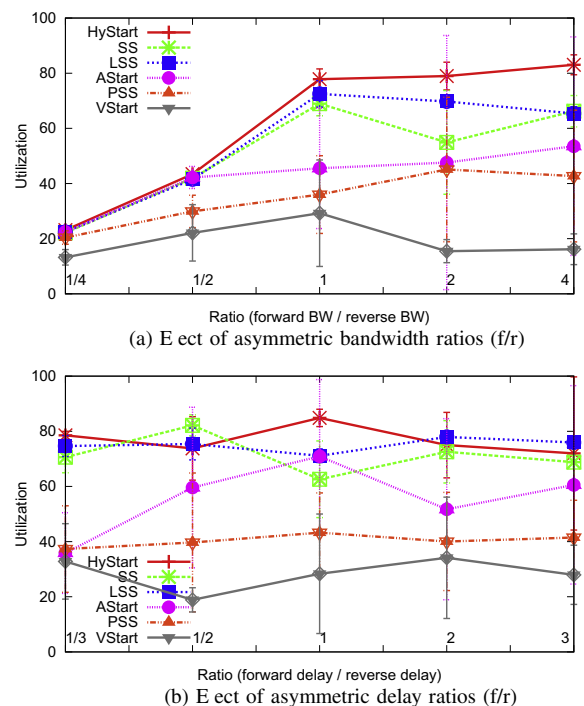 100
80
60
40
20
0
Utilization
HyStart
SS
LSS
AStart
PSS
VStart
1/4 1/2 1 2 4
Ratio (forward BW / reverse BW)
(a) E ect of asymmetric bandwidth ratios (f/r)
100
80
60
40
20
0
Utilization
HyStart
SS
LSS
AStart
PSS
VStart
1/3 1/2 1 2 3
Ratio (forward delay / reverse delay)
(b) E ect of asymmetric delay ratios (f/r)